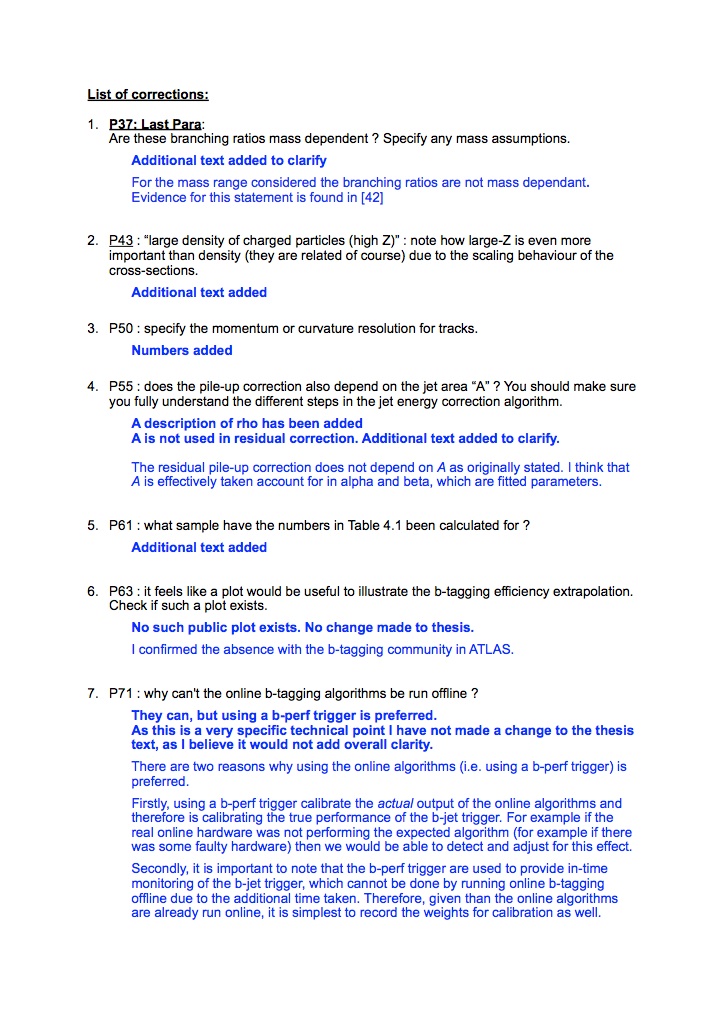 List of corrections:
1. P37: Last Para:
Are these branching ratios mass dependent ? Specify any mass assumptions.
Additional text added to clarify
For the mass range considered the branching ratios are not mass dependant.
Evidence for this statement is found in [42]
2. P43 : “large density of charged particles (high Z)” : note how large-Z is even more
important than density (they are related of course) due to the scaling behaviour of the
cross-sections.
Additional text added
3. P50 : specify the momentum or curvature resolution for tracks.
Numbers added
4. P55 : does the pile-up correction also depend on the jet area “A” ? You should make sure
you fully understand the different steps in the jet energy correction algorithm.
A description of rho has been added
A is not used in residual correction. Additional text added to clarify.
The residual pile-up correction does not depend on A as originally stated. I think that
A is effectively taken account for in alpha and beta, which are fitted parameters.
5. P61 : what sample have the numbers in Table 4.1 been calculated for ?
Additional text added
6. P63 : it feels like a plot would be useful to illustrate the b-tagging efficiency extrapolation.
Check if such a plot exists.
No such public plot exists. No change made to thesis.
I confirmed the absence with the b-tagging community in ATLAS.
7. P71 : why can't the online b-tagging algorithms be run offline ?
They can, but using a b-perf trigger is preferred.
As this is a very specific technical point I have not made a change to the thesis
text, as I believe it would not add overall clarity.
There are two reasons why using the online algorithms (i.e. using a b-perf trigger) is
preferred.
Firstly, using a b-perf trigger calibrate the actual output of the online algorithms and
therefore is calibrating the true performance of the b-jet trigger. For example if the
real online hardware was not performing the expected algorithm (for example if there
was some faulty hardware) then we would be able to detect and adjust for this effect.
Secondly, it is important to note that the b-perf trigger are used to provide in-time
monitoring of the b-jet trigger, which cannot be done by running online b-tagging
offline due to the additional time taken. Therefore, given than the online algorithms
are already run online, it is simplest to record the weights for calibration as well.